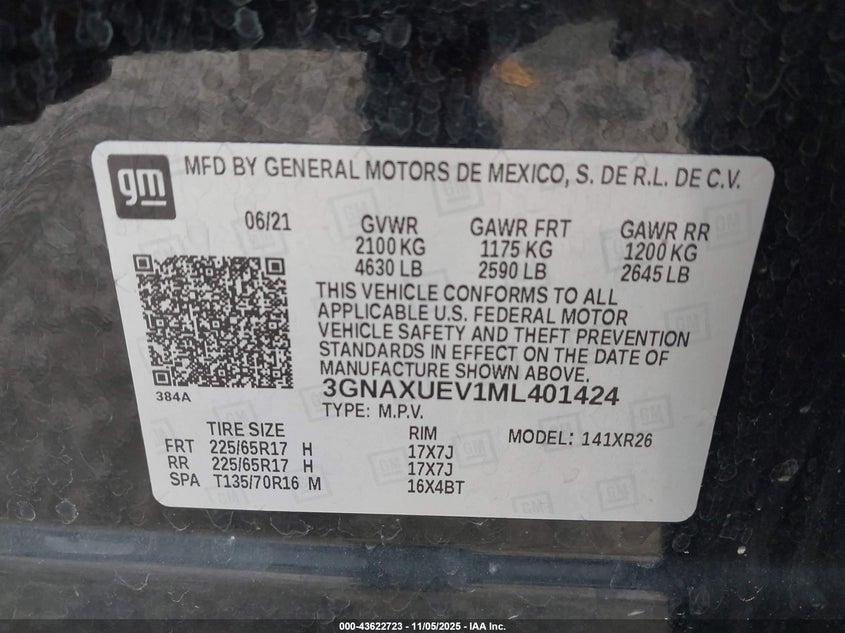 gm
MFD BY GENERAL MOTORS DE MEXICO, S. DE R.L. DE C.V.
06/21 GVWR GAWR FRT GAWR RR
2100 KG 1175 KG 1200 KG
4630 LB 2590 LB 2645 LB
THIS VEHICLE CONFORMS TO ALL
APPLICABLE U.S. FEDERAL MOTOR
VEHICLE SAFETY AND THEFT PREVENTION
STANDARDS IN EFFECT ON THE DATE OF
MANUFACTURE SHOWN ABOVE.
384A
3GNAXUEV1ML401424
TYPE: M.P.V.
TIRE SIZE RIM MODEL: 141XR26
FRT 225/65R17 H 17X7J
RR 225/65R17 H 17X7J
SPA T135/70R16 M 16X4BT
000-43622723 - 11/05/2025 - IAA Inc.